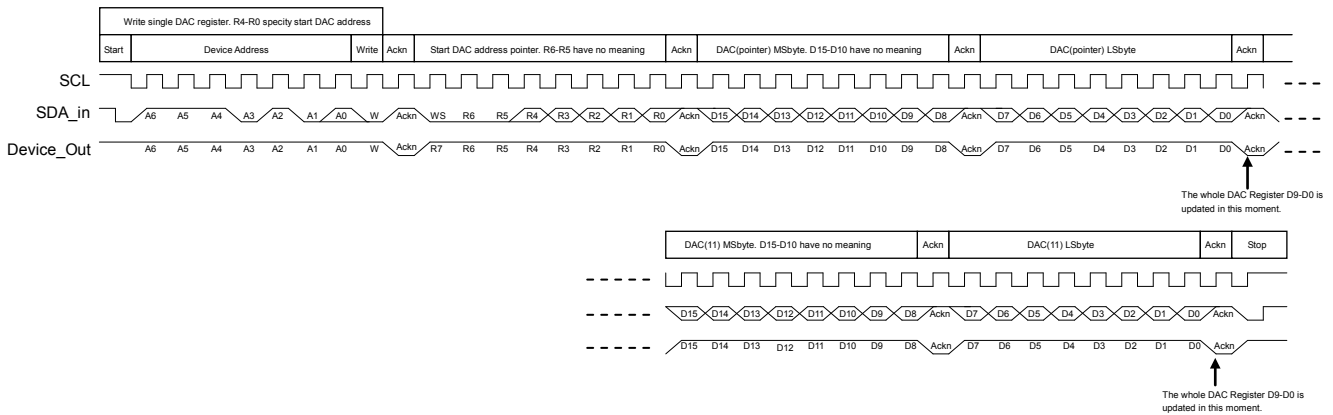 Write single DAC register. R4-R0 specity start DAC address
Start Device Address Write Ackn Start DAC address pointer. R6-R5 have no meaning Ackn DAC(pointer) MSbyte. D15-D10 have no meaning Ackn DAC(pointer) LSbyte Ackn
SCL
SDA_in A6 A5 A4 A3 A2 A1 A0 W Ackn WS R6 R5 R4 R3 R2 R1 R0 Ackn D15 D14 D13 D12 D11 D10 D9 D8 Ackn D7 D6 D5 D4 D3 D2 D1 D0 Ackn
Device_Out A6 A5 A4 A3 A2 A1 A0 W Ackn R7 R6 R5 R4 R3 R2 R1 R0 Ackn D15 D14 D13 D12 D11 D10 D9 D8 Ackn D7 D6 D5 D4 D3 D2 D1 D0 Ackn
The whole DAC Register D9-D0 is
updated in this moment.
DAC(11) MSbyte. D15-D10 have no meaning Ackn DAC(11) LSbyte Ackn Stop
D15 D14 D13 D12 D11 D10 D9 D8 Ackn D7 D6 D5 D4 D3 D2 D1 D0 Ackn
D15 D14 D13 D12 D11 D10 D9 D8 Ackn D7 D6 D5 D4 D3 D2 D1 D0 Ackn
The whole DAC Register D9-D0 is
updated in this moment.